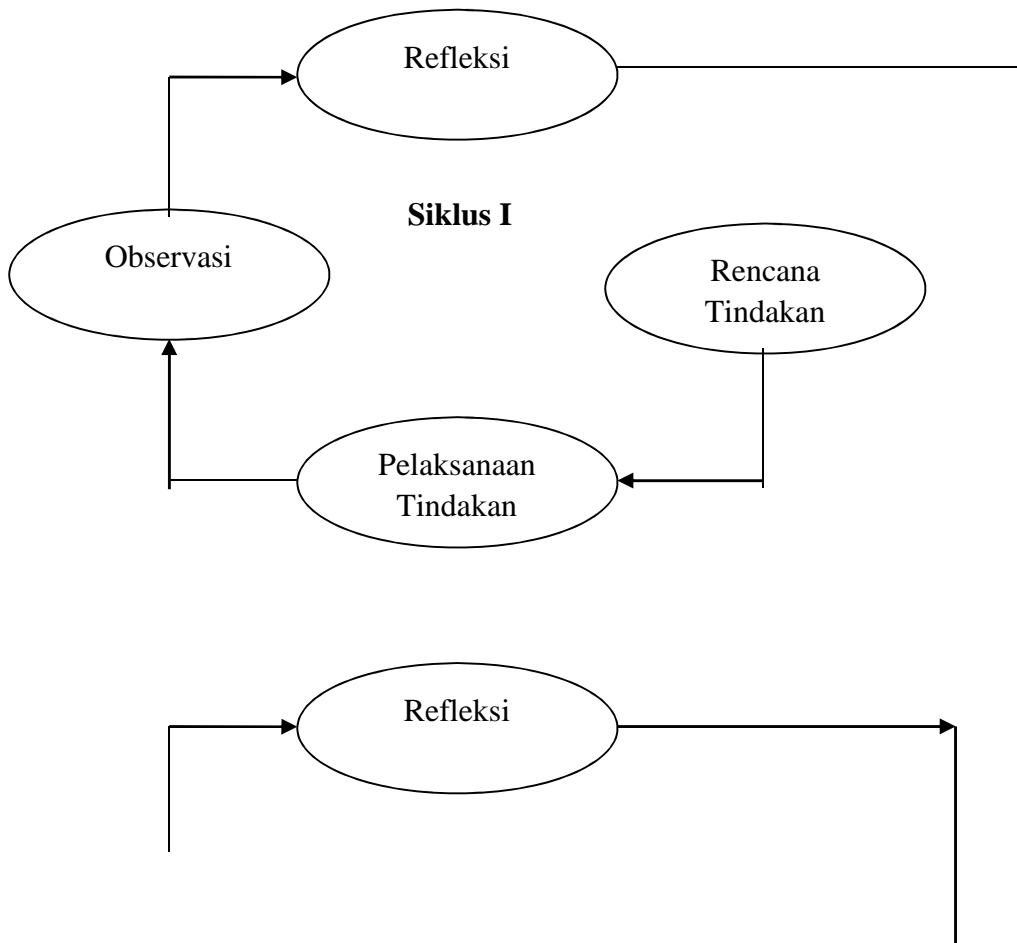 Refleksi
Siklus I
Observasi
Rencana
Tindakan
Pelaksanaan
Tindakan
Refleksi